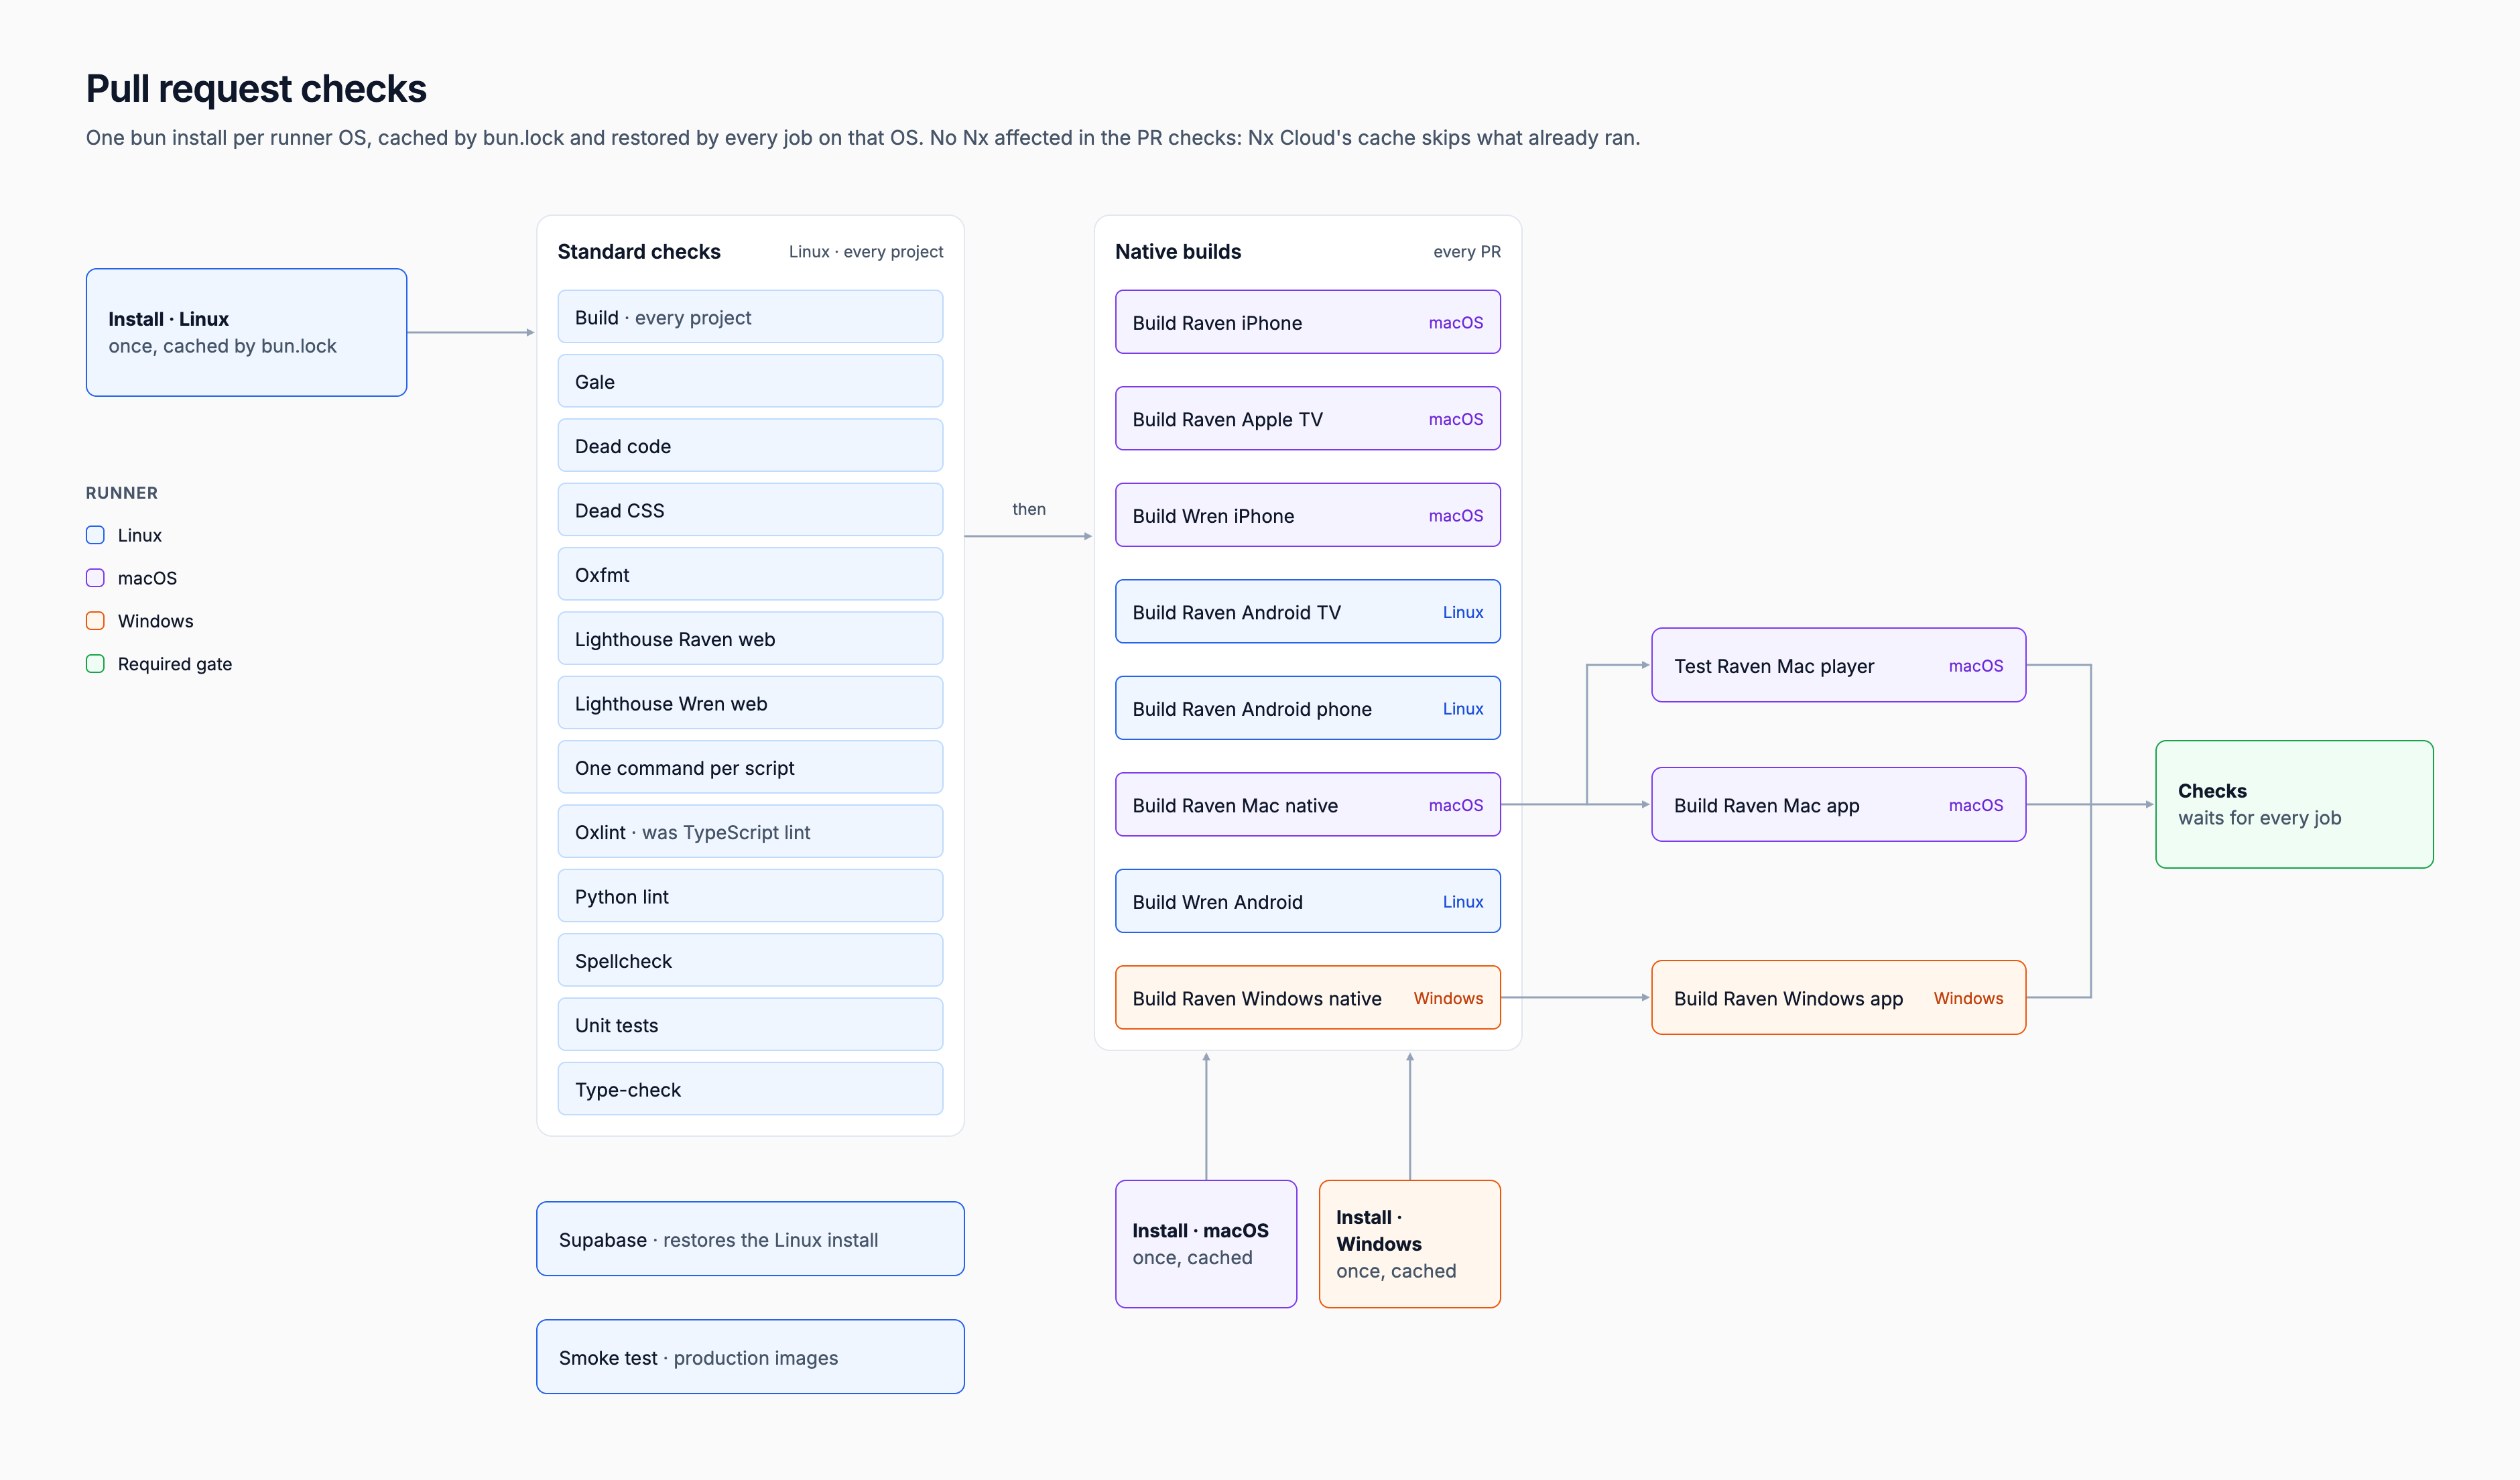 Pull request checks
One bun install per runner OS, cached by bun.lock and restored by every job on that OS. No Nx affected in the PR checks: Nx Cloud's cache skips what already ran.
Install · Linux
once, cached by bun.lock
RUNNER
Linux
macOS
Windows
Required gate
Standard checks
Linux · every project
Build · every project
Gale
Dead code
Dead CSS
Oxfmt
Lighthouse Raven web
Lighthouse Wren web
One command per script
Oxlint · was TypeScript lint
Python lint
Spellcheck
Unit tests
Type-check
Supabase · restores the Linux install
Smoke test · production images
then
Native builds
every PR
Build Raven iPhone macOS
Build Raven Apple TV macOS
Build Wren iPhone macOS
Build Raven Android TV Linux
Build Raven Android phone Linux
Build Raven Mac native macOS
Build Wren Android Linux
Build Raven Windows native Windows
Install · macOS
once, cached
Install ·
Windows
once, cached
Test Raven Mac player macOS
Build Raven Mac app macOS
Build Raven Windows app Windows
Checks
waits for every job